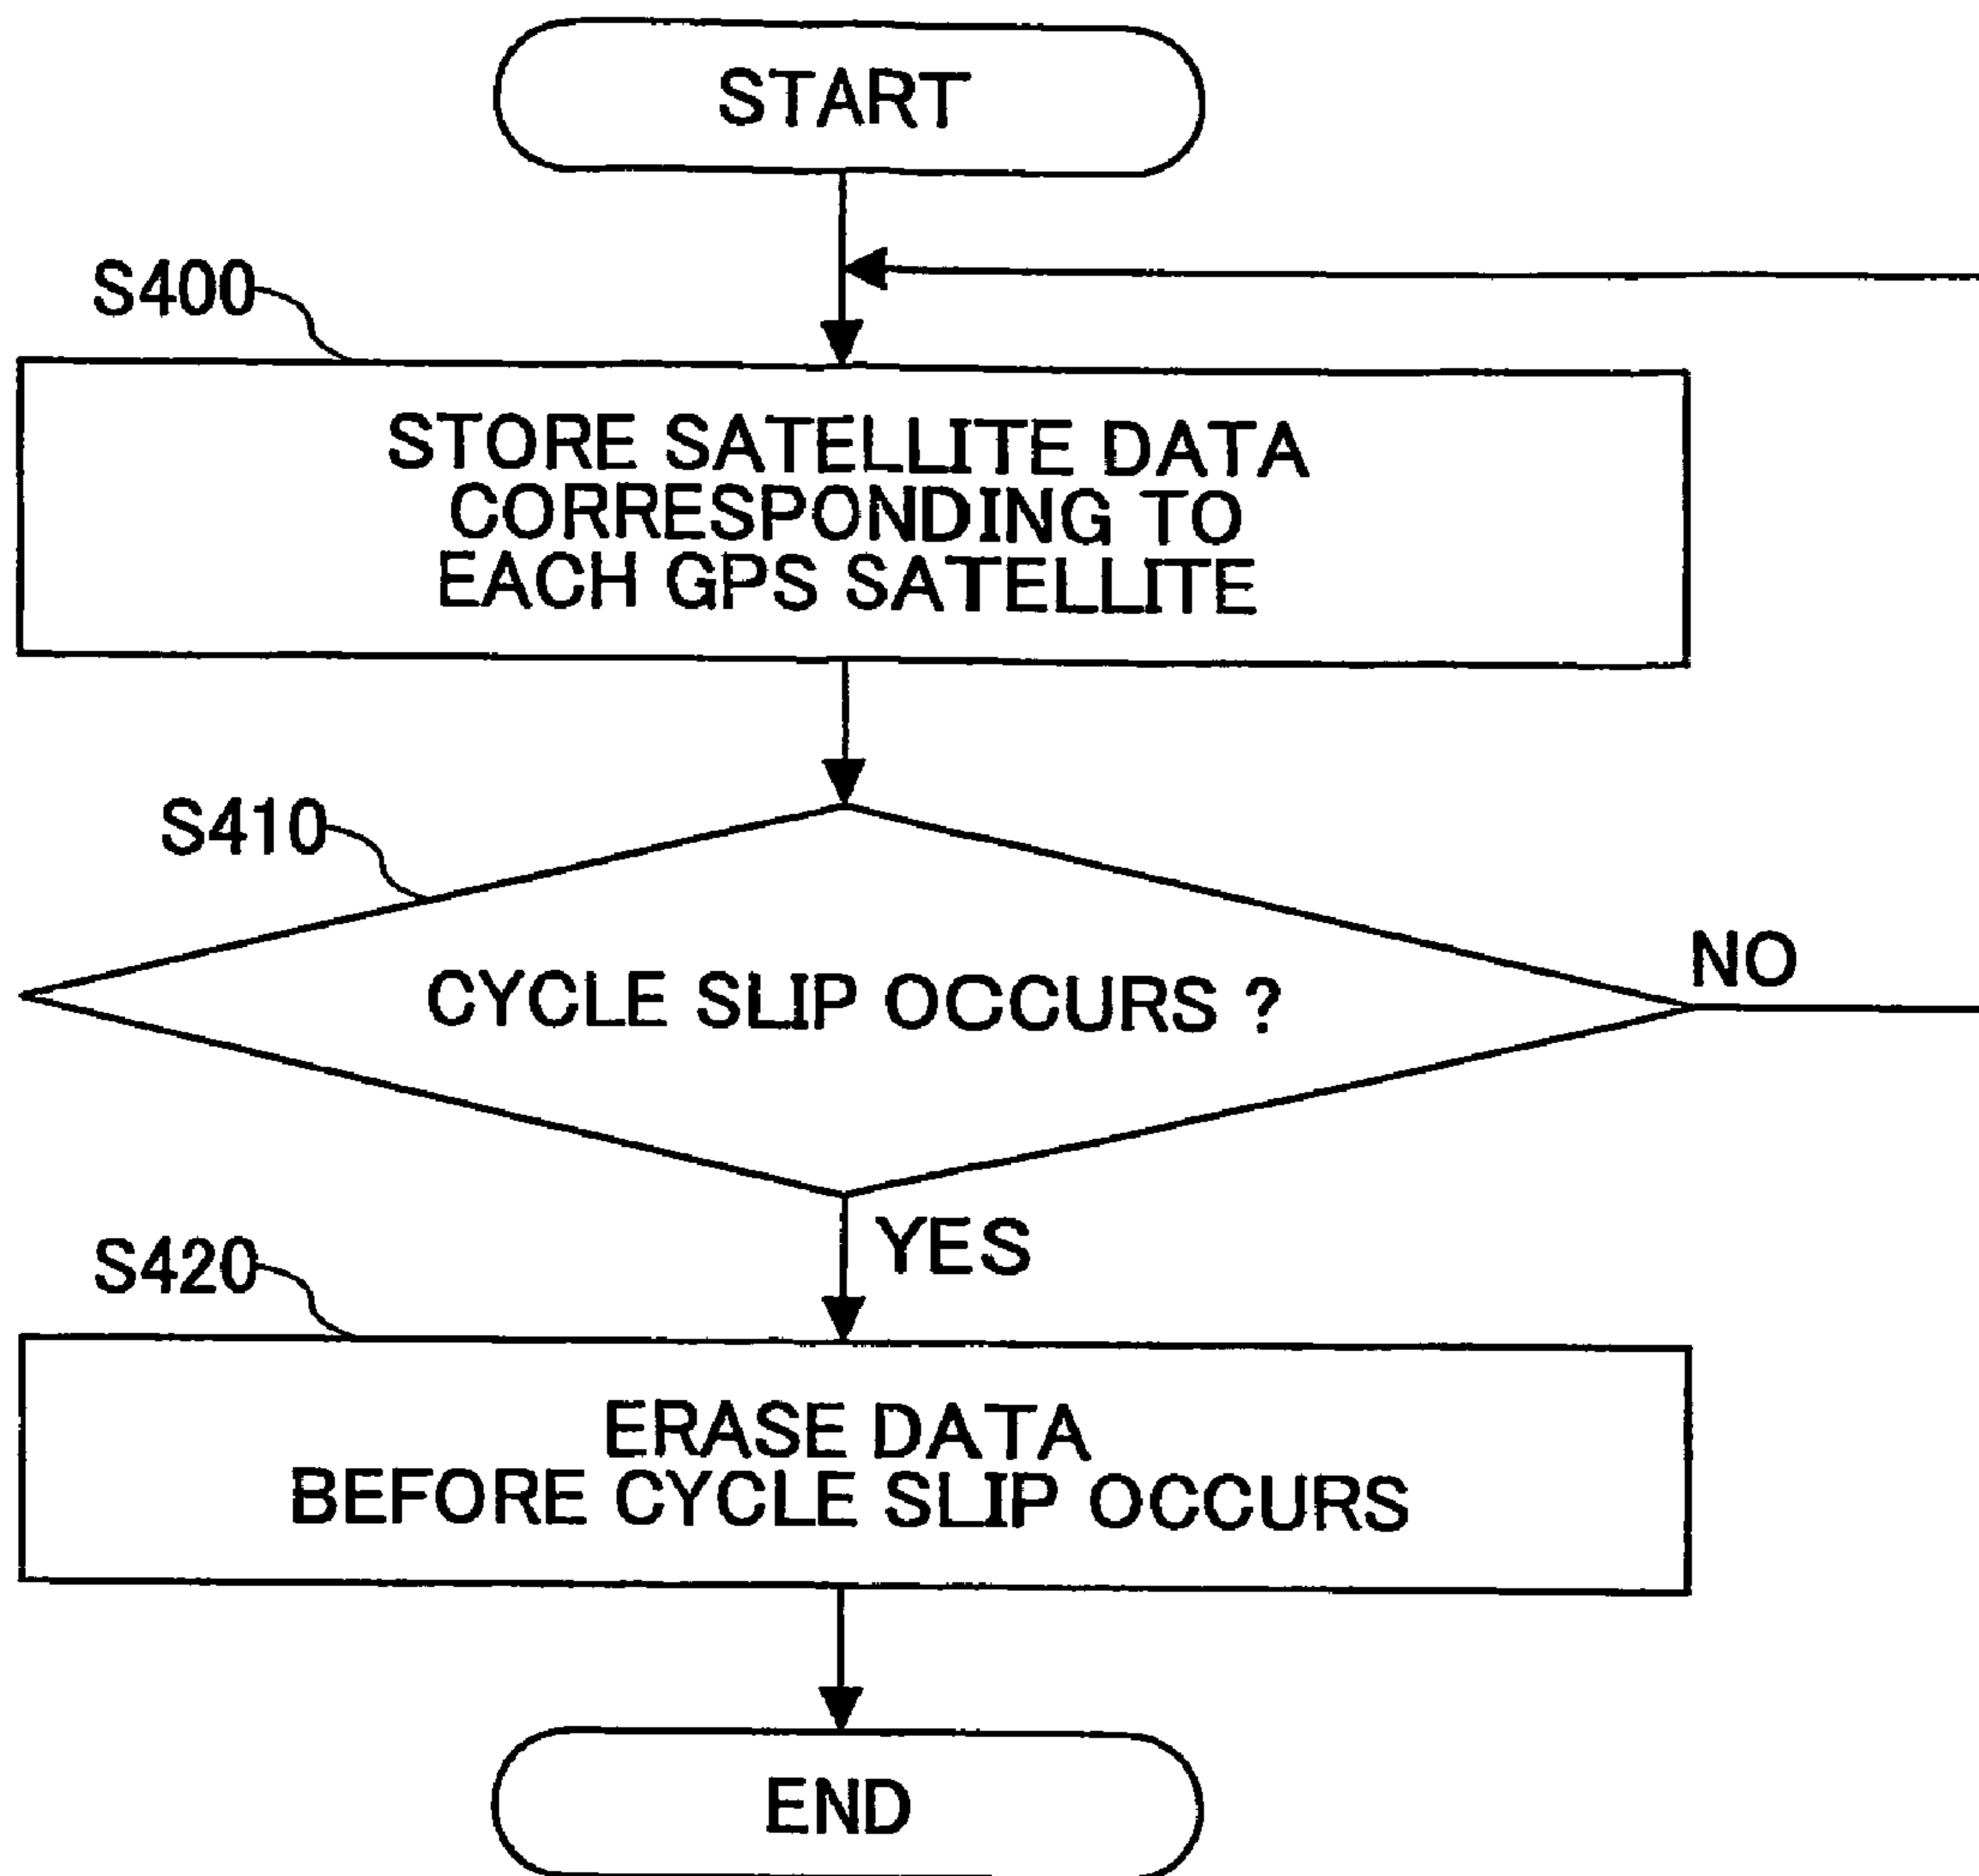 START
S400
STORE SATELLITE DATA
CORRESPONDING TO
EACH GPS SATELLITE
S410
CYCLE SLIP OCCURS ?
NO
YES
S420
ERASE DATA
BEFORE CYCLE SLIP OCCURS
END